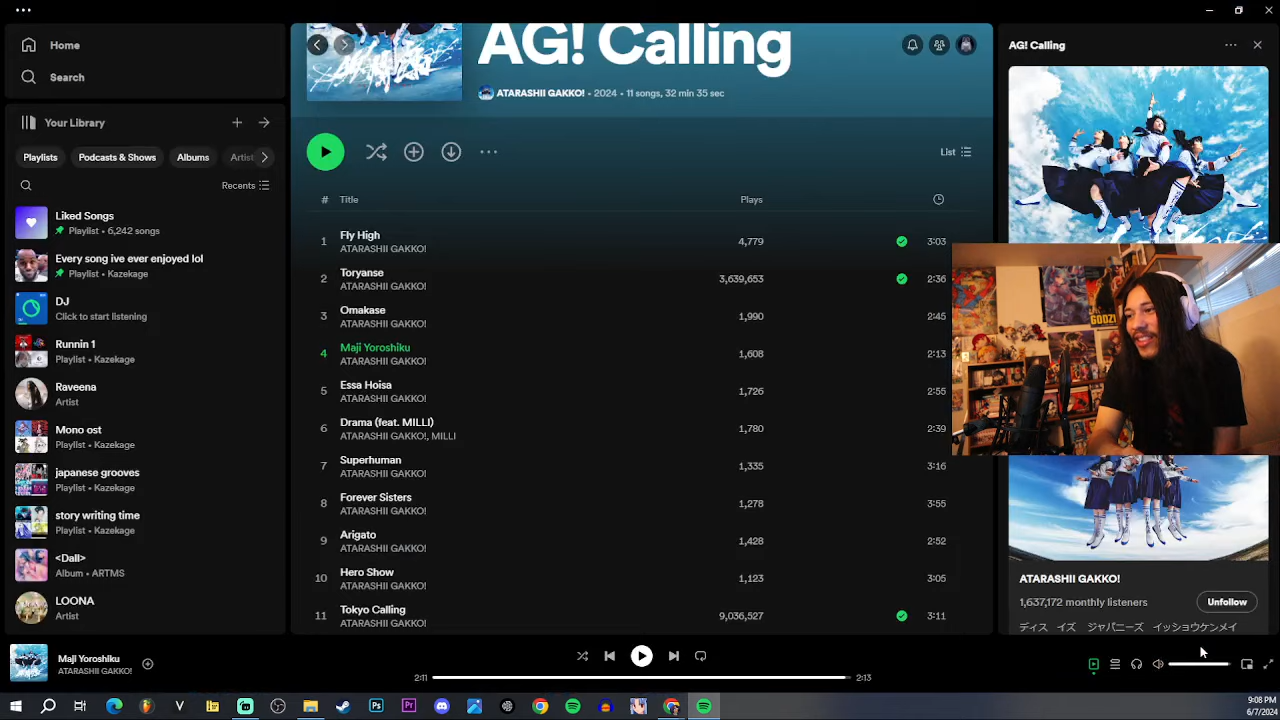 Home
Search
Your Library
Playlists
Podcasts & Shows
Albums
Artist
Recents
Liked Songs
Playlist • 6,242 songs
Every song ive ever enjoyed lol
Playlist • Kazekage
DJ
Click to start listening
Runnin 1
Playlist • Kazekage
Raveena
Artist
Mono ost
Playlist • Kazekage
japanese grooves
Playlist • Kazekage
story writing time
Playlist • Kazekage
<Dall>
Album • ARTMS
LOONA
Artist
AG! Calling
ATARASHII GAKKO! • 2024 • 11 songs, 32 min 35 sec
List
# Title Plays
1 Fly High 4,779 3:03
ATARASHII GAKKO!
2 Toryanse 3,639,653 2:36
ATARASHII GAKKO!
3 Omakase 1,990 2:45
ATARASHII GAKKO!
4 Maji Yoroshiku 1,608 2:13
ATARASHII GAKKO!
5 Essa Hoisa 1,726 2:55
ATARASHII GAKKO!
6 Drama (feat. MILLI) 1,780 2:39
ATARASHII GAKKO!, MILLI
7 Superhuman 1,335 3:16
ATARASHII GAKKO!
8 Forever Sisters 1,278 3:55
ATARASHII GAKKO!
9 Arigato 1,428 2:52
ATARASHII GAKKO!
10 Hero Show 1,123 3:05
ATARASHII GAKKO!
11 Tokyo Calling 9,036,527 3:11
ATARASHII GAKKO!
AG! Calling
ATARASHII GAKKO!
1,637,172 monthly listeners
Unfollow
ディス イズ ジャパニーズ イッショウケンメイ
Maji Yoroshiku
ATARASHII GAKKO!
2:11 2:13
9:08 PM
6/7/2024